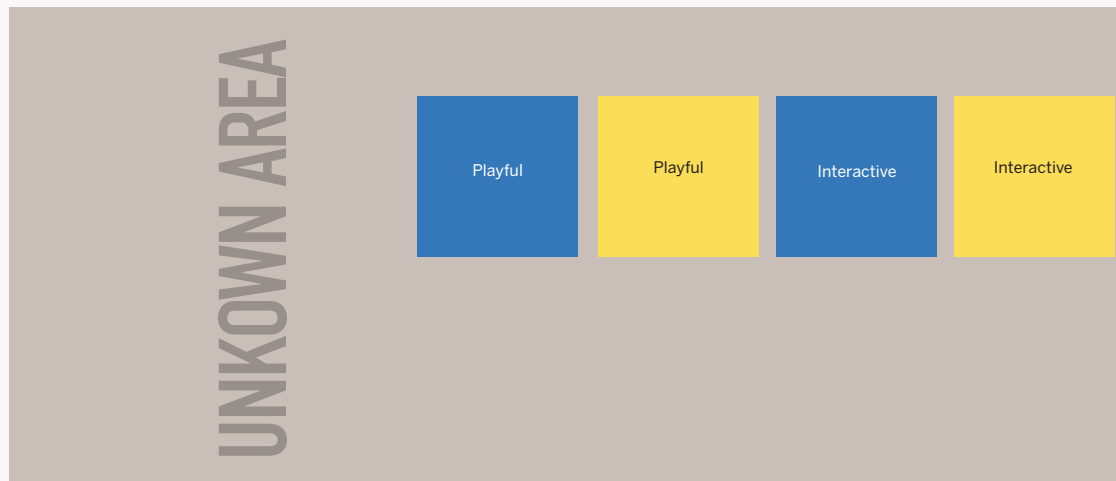 UNKOWN AREA
Playful
Playful
Interactive
Interactive